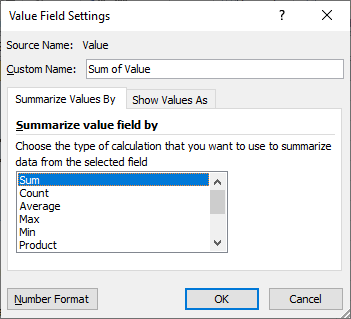 Value Field Settings ? ×
Source Name: Value
Custom Name: Sum of Value
Summarize Values By Show Values As
Summarize value field by
Choose the type of calculation that you want to use to summarize
data from the selected field
Sum
Count
Average
Max
Min
Product
Number Format OK Cancel